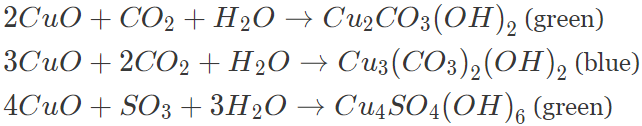 2CuO + CO₂ + H₂O → Cu₂CO₃(OH)₂ (green)
3CuO + 2CO₂ + H₂O → Cu₃(CO₃)₂(OH)₂ (blue)
4CuO + SO₃ + 3H₂O → Cu₄SO₄(OH)₆ (green)